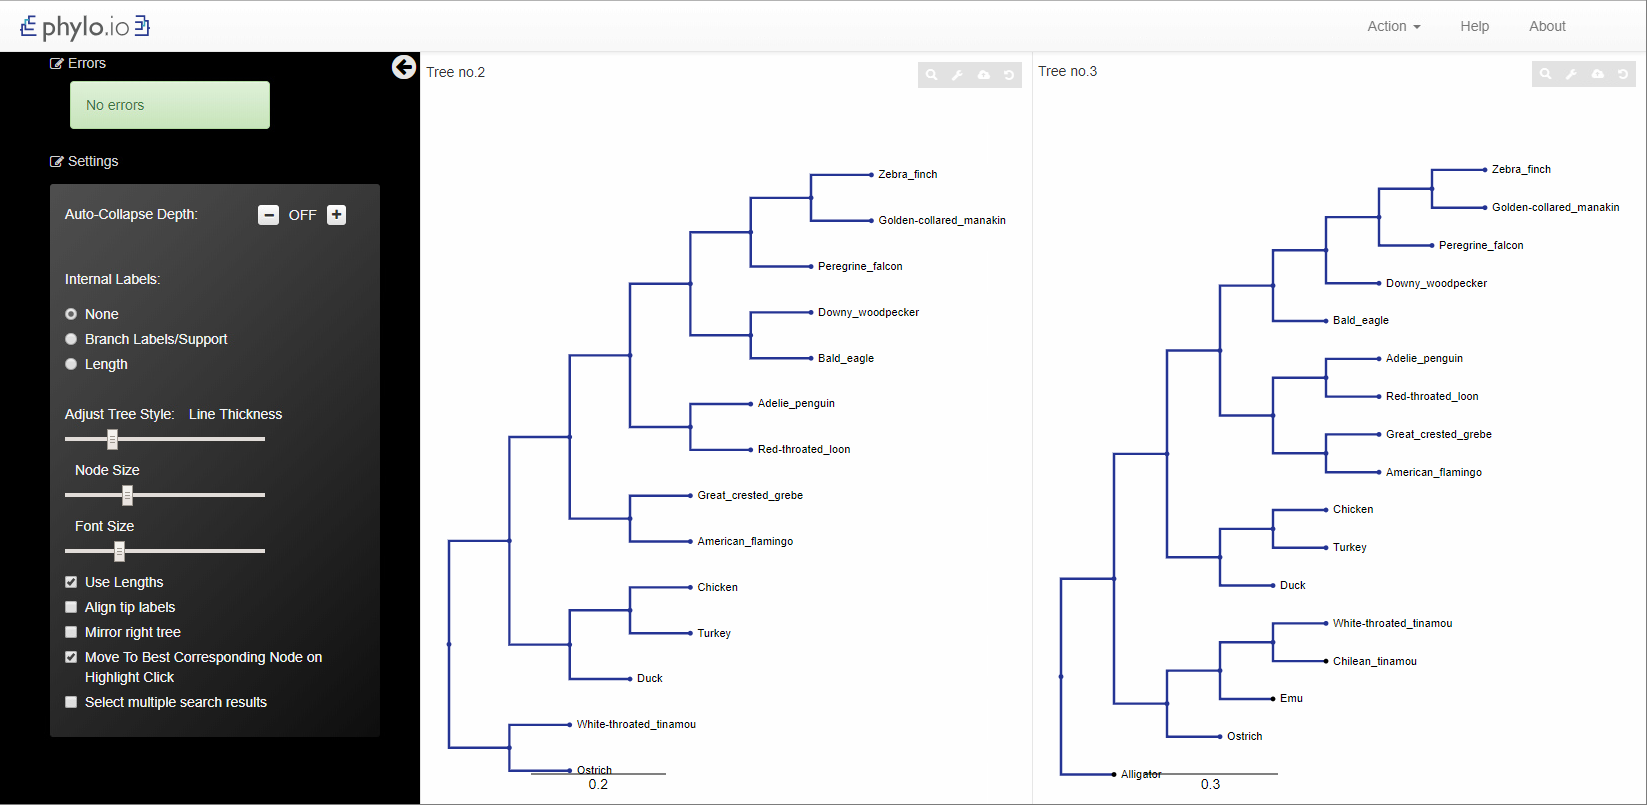 phylo.io
Action
Help
About
Errors
No errors
Settings
Auto-Collapse Depth:
OFF
Internal Labels:
None
Branch Labels/Support
Length
Adjust Tree Style: Line Thickness
Node Size
Font Size
Use Lengths
Align tip labels
Mirror right tree
Move To Best Corresponding Node on
Highlight Click
Select multiple search results
Tree no.2
Zebra_finch
Golden-collared_manakin
Peregrine_falcon
Downy_woodpecker
Bald_eagle
Adelie_penguin
Red-throated_loon
Great_crested_grebe
American_flamingo
Chicken
Turkey
Duck
White-throated_tinamou
Ostrich
0.2
Tree no.3
Zebra_finch
Golden-collared_manakin
Peregrine_falcon
Downy_woodpecker
Bald_eagle
Adelie_penguin
Red-throated_loon
Great_crested_grebe
American_flamingo
Chicken
Turkey
Duck
White-throated_tinamou
Chilean_tinamou
Emu
Ostrich
Alligator
0.3